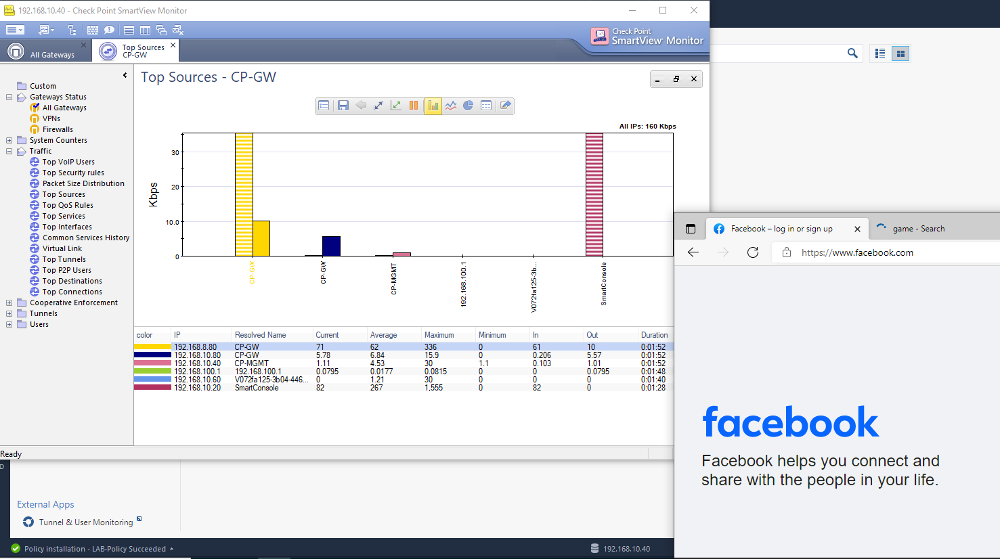 192.168.10.40 - Check Point SmartView Monitor
Check Point
SmartView Monitor
All Gateways
Top Sources
CP-GW
Custom
Gateways Status
All Gateways
VPNs
Firewalls
System Counters
Traffic
Top VoIP Users
Top Security rules
Packet Size Distribution
Top Sources
Top QoS Rules
Top Services
Top Interfaces
Common Services History
Virtual Link
Top Tunnels
Top P2P Users
Top Destinations
Top Connections
Cooperative Enforcement
Tunnels
Users
Top Sources - CP-GW
All IPs: 160 Kbps
Kbps
30
20
10.0
0
CP-GW
CP-GW
CP-MGMT
192.168.100.1
V072fa125-3b...
SmartConsole
color IP Resolved Name Current Average Maximum Minimum In Out Duration
192.168.8.80 CP-GW 71 62 336 0 61 10 0:01:52
192.168.10.80 CP-GW 5.78 6.84 15.9 0 0.206 5.57 0:01:52
192.168.10.40 CP-MGMT 1.11 4.53 30 1.1 0.103 1.01 0:01:52
192.168.100.1 192.168.100.1 0.0795 0.0177 0.0815 0 0 0.0795 0:01:48
192.168.10.60 V072fa125-3b04-446... 0 1.21 30 0 0 0 0:01:40
192.168.10.20 SmartConsole 82 267 1,555 0 82 0 0:01:28
Ready
External Apps
Tunnel & User Monitoring
Policy installation - LAB-Policy Succeeded
192.168.10.40
Facebook – log in or sign up
game - Search
https://www.facebook.com
facebook
Facebook helps you connect and
share with the people in your life.